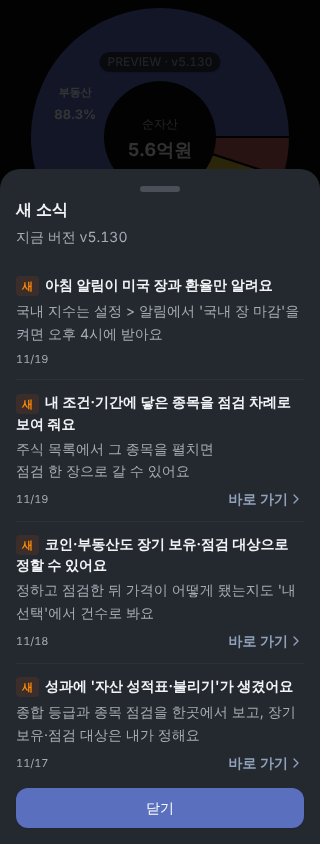 PREVIEW · v5.130
부동산
88.3%
순자산
5.6억원
새 소식
지금 버전 v5.130
새 아침 알림이 미국 장과 환율만 알려요
국내 지수는 설정 > 알림에서 '국내 장 마감'을
켜면 오후 4시에 받아요
11/19
새 내 조건·기간에 닿은 종목을 점검 차례로
보여 줘요
주식 목록에서 그 종목을 펼치면
점검 한 장으로 갈 수 있어요
11/19 바로 가기 >
새 코인·부동산도 장기 보유·점검 대상으로
정할 수 있어요
정하고 점검한 뒤 가격이 어떻게 됐는지도 '내
선택'에서 건수로 봐요
11/18 바로 가기 >
새 성과에 '자산 성적표·불리기'가 생겼어요
종합 등급과 종목 점검을 한곳에서 보고, 장기
보유·점검 대상은 내가 정해요
11/17 바로 가기 >
닫기